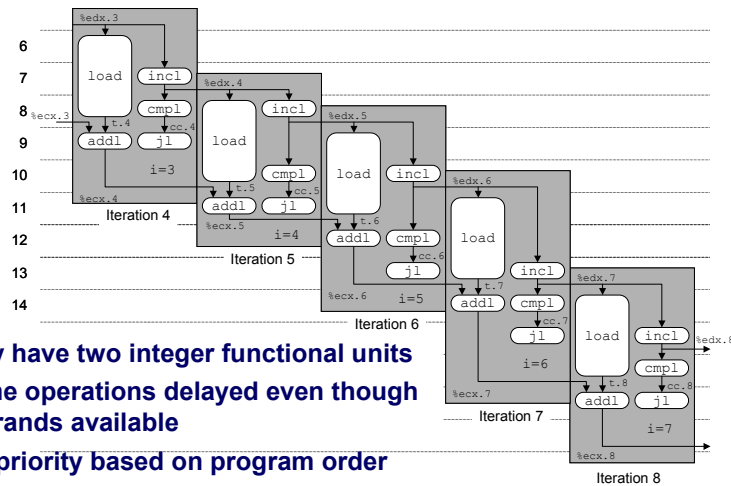 %edx.3
6
7
load
incl
%edx.4
8
%ecx.3
cmpl
t.4
cc.4
incl
%edx.5
9
addl
jl
load
10
i=3
cmpl
load
incl
%edx.6
11
%ecx.4
t.5
cc.5
addl
jl
Iteration 4
%ecx.5
t.6
load
12
i=4
addl
cmpl
Iteration 5
cc.6
13
jl
incl
%edx.7
14
%ecx.6
i=5
t.7
addl
cmpl
load
incl
%edx.8
Iteration 6
cc.7
jl
y have two integer functional units
i=6
cmpl
ne operations delayed even though
t.8
cc.8
rands available
%ecx.7
addl
jl
Iteration 7
i=7
priority based on program order
%ecx.8
Iteration 8